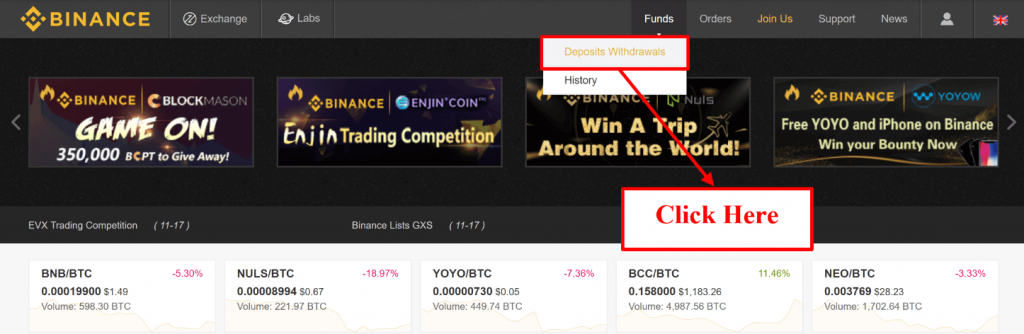 BINANCE
Exchange
Labs
Funds
Orders
Join Us
Support
News
Deposits Withdrawals
History
BINANCE BLOCKMASON
GAME ON!
350,000 BCPT to Give Away!
BINANCE ENJIN COIN
Enjin Trading Competition
BINANCE Nuls
Win A Trip
Around the World!
BINANCE YOYOW
Free YOYO and iPhone on Binance
Win your Bounty Now
Click Here
EVX Trading Competition ( 11-17 )
Binance Lists GXS ( 11-17 )
BNB/BTC -5.30%
0.00019900 $1.49
Volume: 598.30 BTC
NULS/BTC -18.97%
0.00008994 $0.67
Volume: 221.97 BTC
YOYO/BTC -7.36%
0.00000730 $0.05
Volume: 449.74 BTC
BCC/BTC 11.46%
0.158000 $1,183.26
Volume: 4,987.56 BTC
NEO/BTC -3.33%
0.003769 $28.23
Volume: 1,702.64 BTC